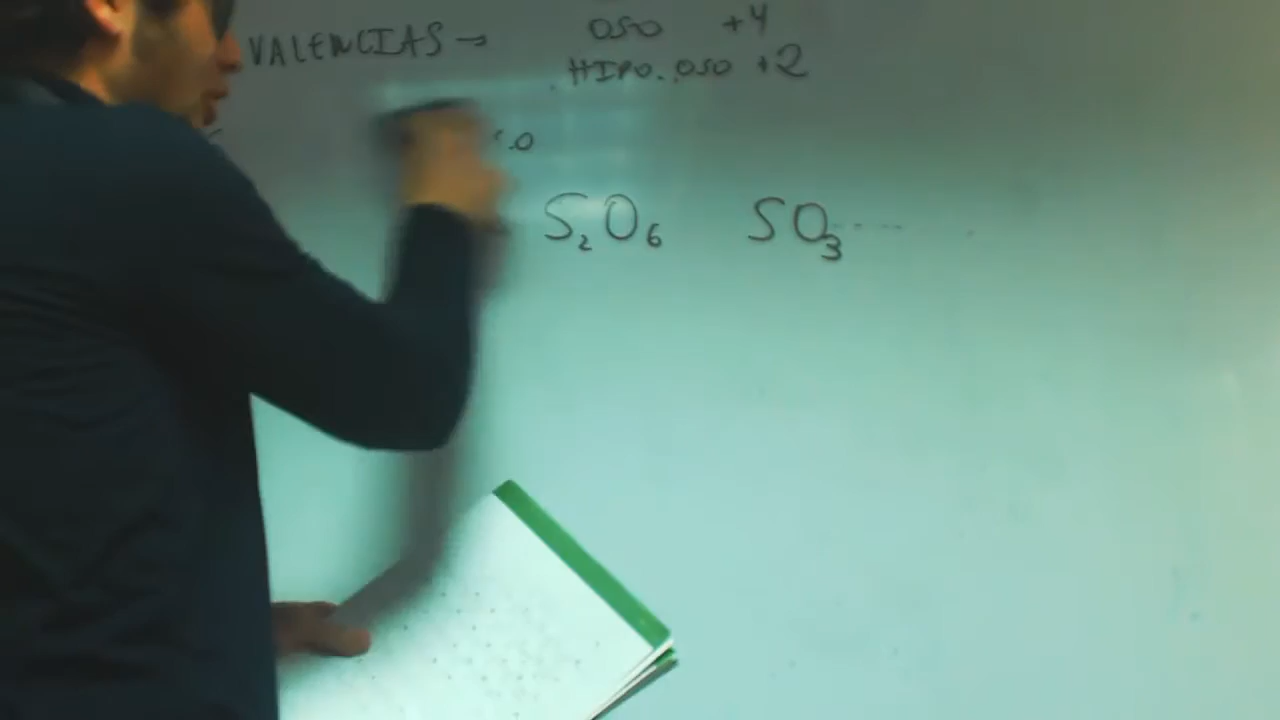 VALENCIAS → OSO +4
HIPO. OSO +2
S₂O₆ SO₃